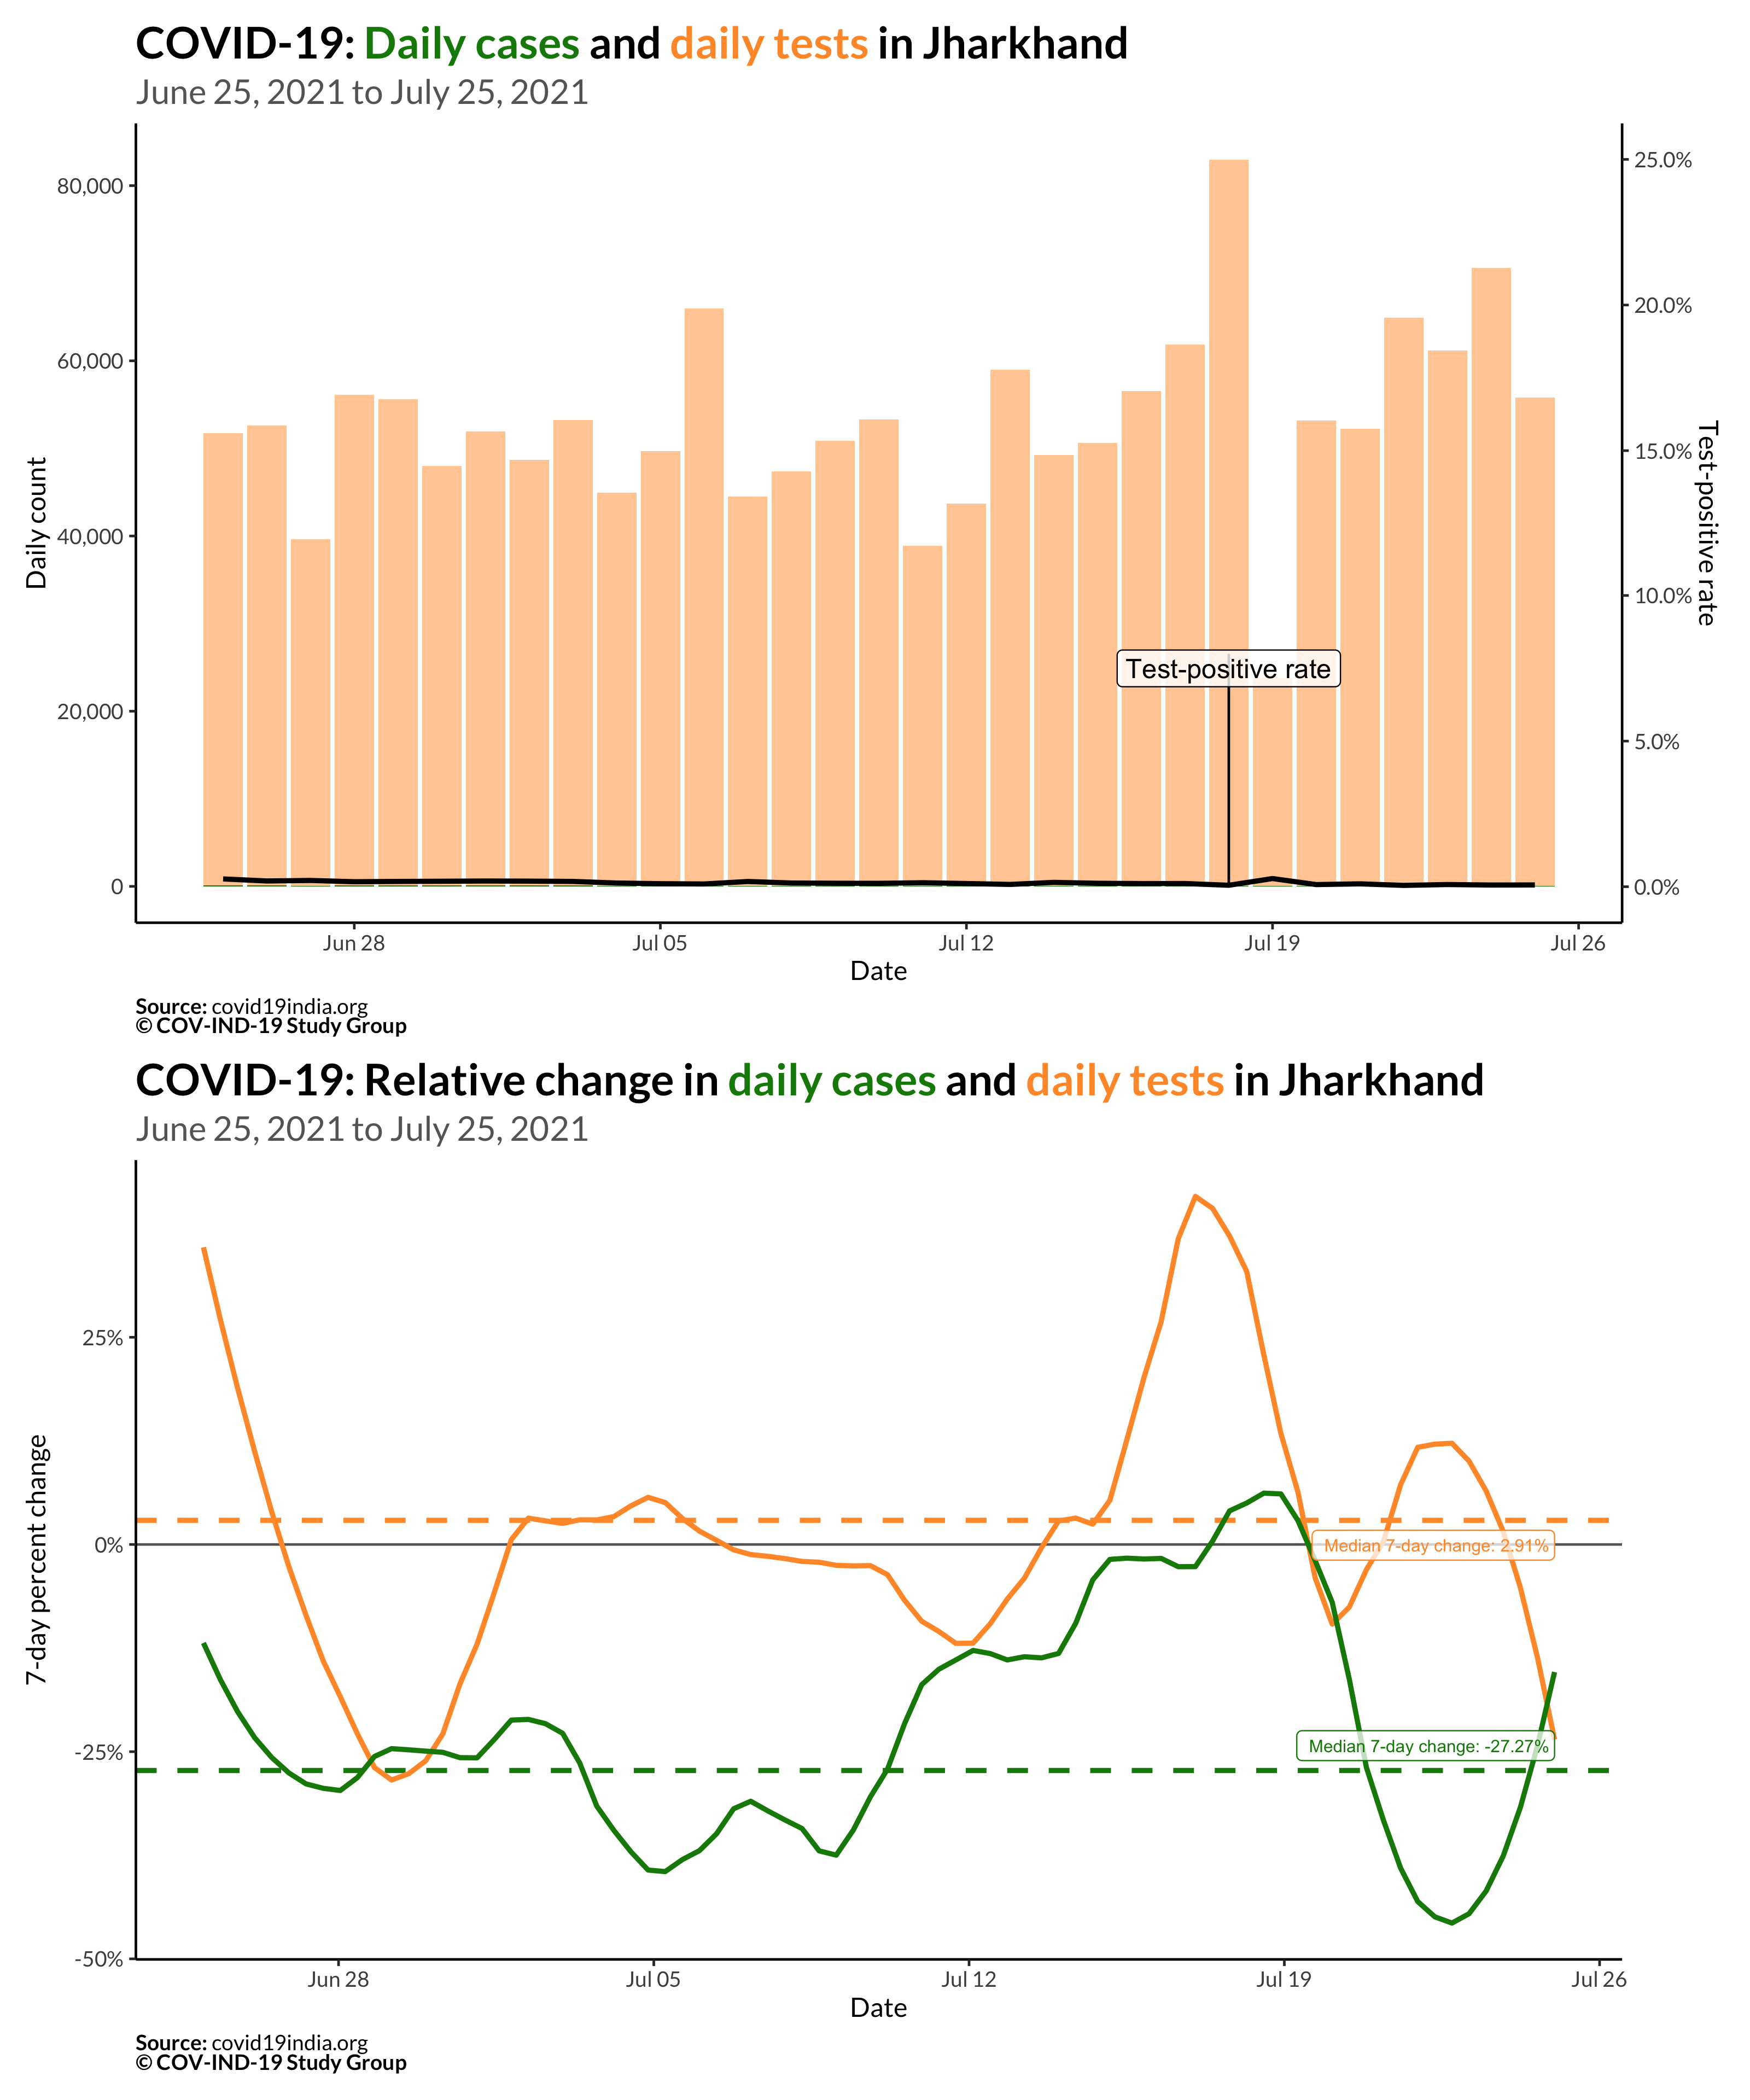 COVID-19: Daily cases and daily tests in Jharkhand
June 25, 2021 to July 25, 2021
80,000
60,000
40,000
20,000
0
Daily count
25.0%
20.0%
15.0%
10.0%
5.0%
0.0%
Test-positive rate
Test-positive rate
Jun 28
Jul 05
Jul 12
Jul 19
Jul 26
Date
Source: covid19india.org
© COV-IND-19 Study Group
COVID-19: Relative change in daily cases and daily tests in Jharkhand
June 25, 2021 to July 25, 2021
25%
0%
-25%
-50%
7-day percent change
Median 7-day change: 2.91%
Median 7-day change: -27.27%
Jun 28
Jul 05
Jul 12
Jul 19
Jul 26
Date
Source: covid19india.org
© COV-IND-19 Study Group